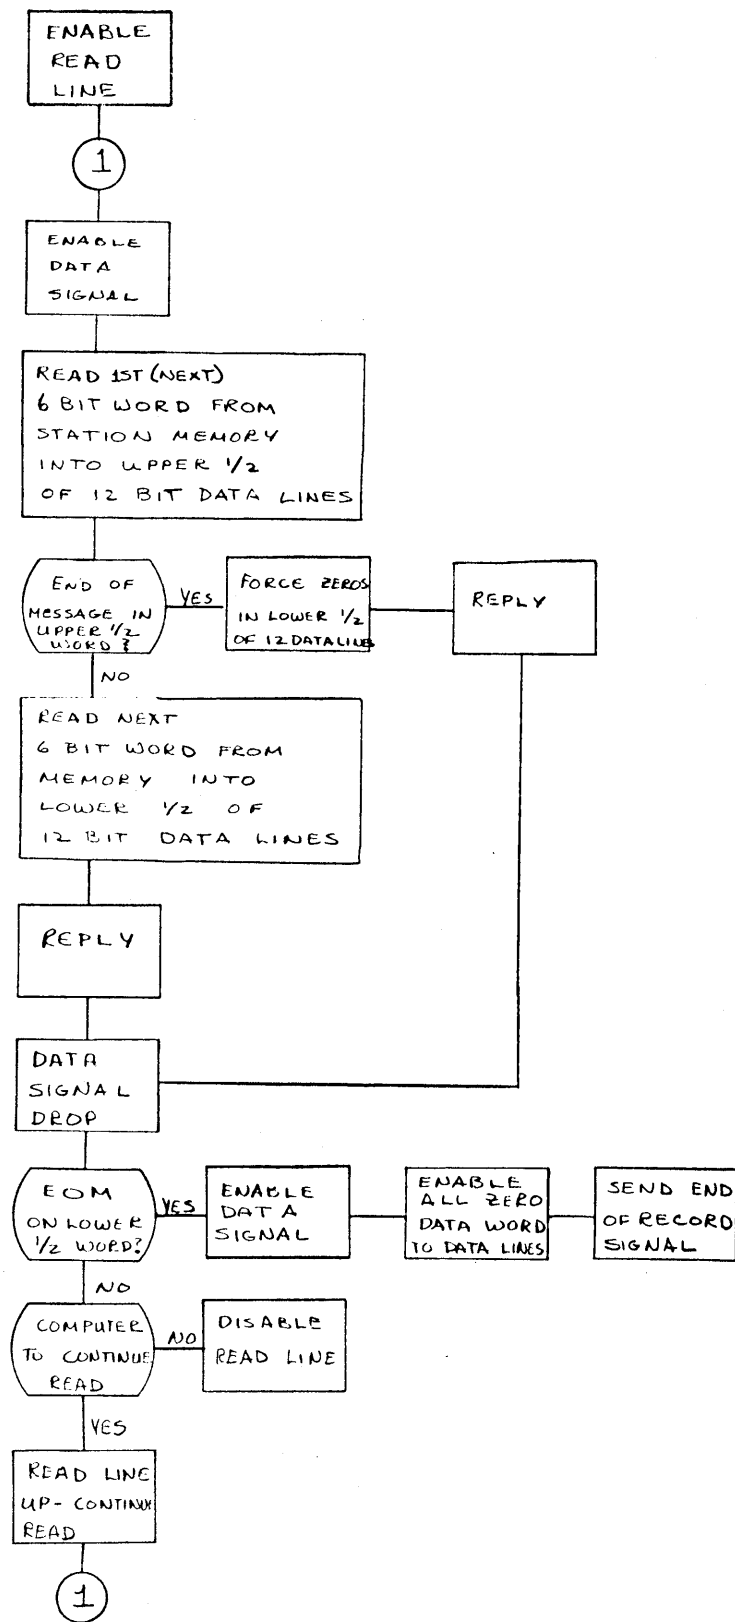 ENABLE
READ
LINE
1
ENABLE
DATA
SIGNAL
READ 1ST (NEXT)
6 BIT WORD FROM
STATION MEMORY
INTO UPPER 1/2
OF 12 BIT DATA LINES
END OF
MESSAGE IN
UPPER 1/2
WORD?
YES
FORCE ZEROS
IN LOWER 1/2
OF 12 DATA LINE
REPLY
NO
READ NEXT
6 BIT WORD FROM
MEMORY INTO
LOWER 1/2 OF
12 BIT DATA LINES
REPLY
DATA
SIGNAL
DROP
EOM
ON LOWER
1/2 WORD?
YES
ENABLE
DATA
SIGNAL
ENABLE
ALL ZERO
DATA WORD
TO DATA LINES
SEND END
OF RECORD
SIGNAL
NO
COMPUTER
TO CONTINUE
READ
NO
DISABLE
READ LINE
YES
READ LINE
UP-CONTINUE
READ
1